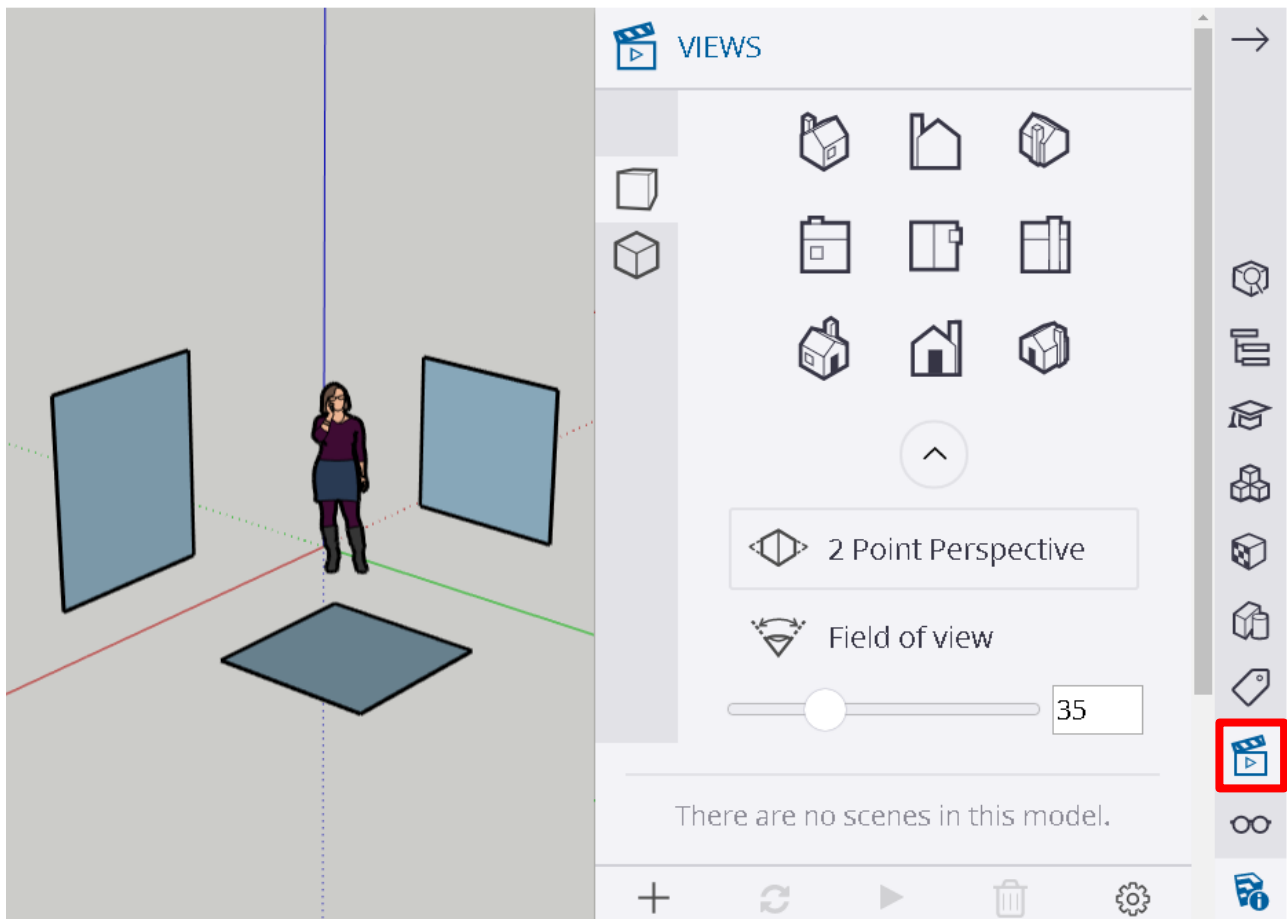 VIEWS
2 Point Perspective
Field of view
35
There are no scenes in this model.